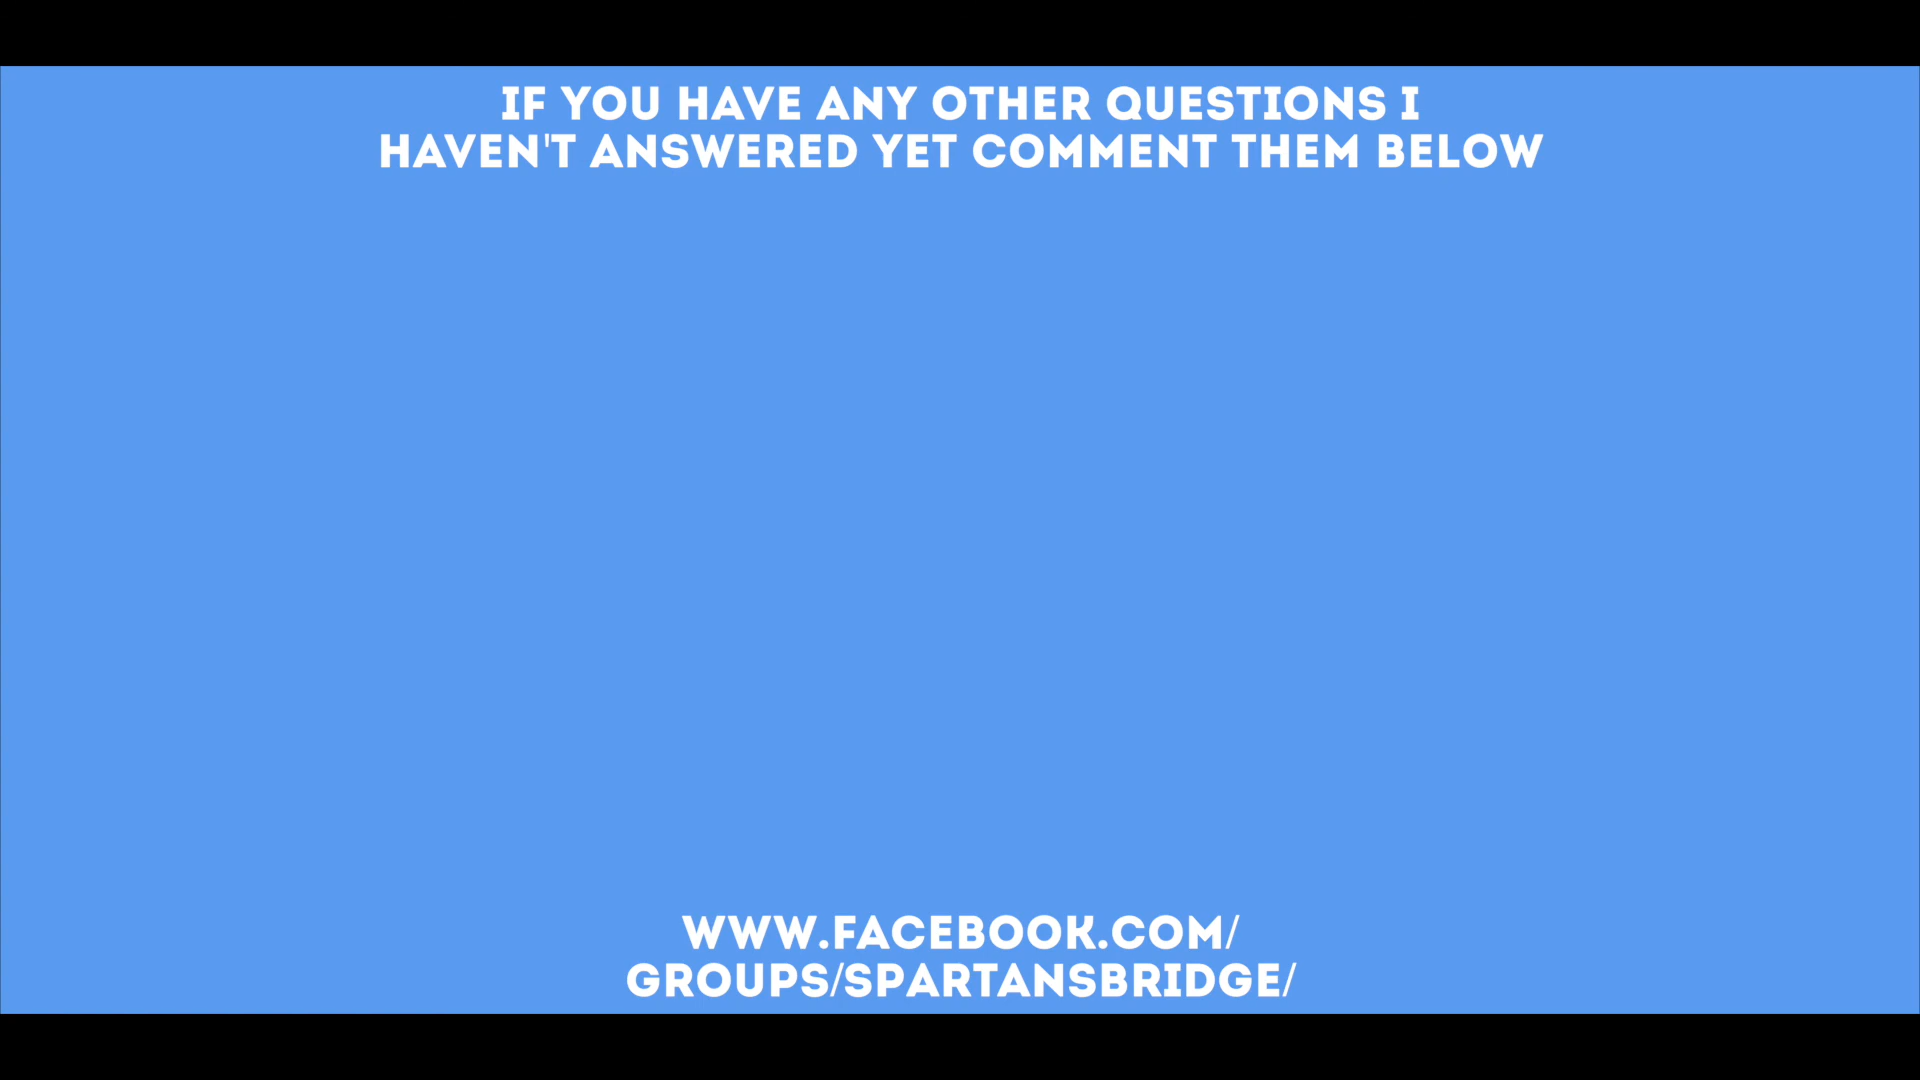 IF YOU HAVE ANY OTHER QUESTIONS I
HAVEN'T ANSWERED YET COMMENT THEM BELOW
WWW.FACEBOOK.COM/
GROUPS/SPARTANSBRIDGE/